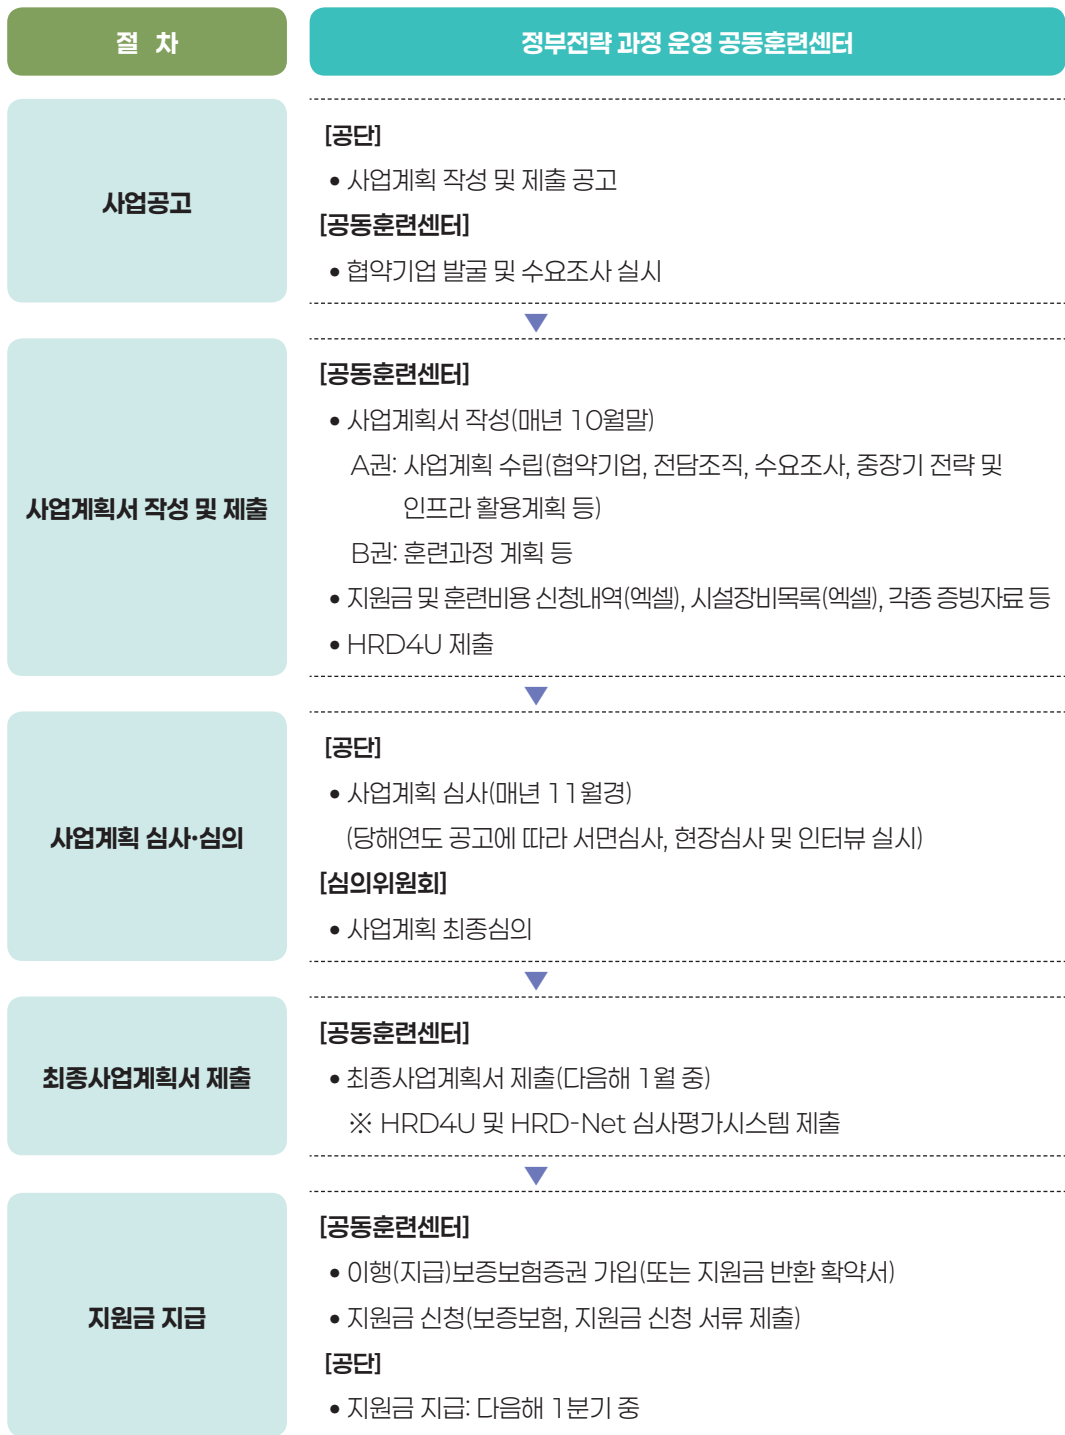 절 차
정부전략 과정 운영 공동훈련센터
사업공고
[공단]
• 사업계획 작성 및 제출 공고
[공동훈련센터]
• 협약기업 발굴 및 수요조사 실시
사업계획서 작성 및 제출
[공동훈련센터]
• 사업계획서 작성(매년 10월말)
A권: 사업계획 수립(협약기업, 전담조직, 수요조사, 중장기 전략 및
인프라 활용계획 등)
B권: 훈련과정 계획 등
• 지원금 및 훈련비용 신청내역(엑셀), 시설장비목록(엑셀), 각종 증빙자료 등
• HRD4U 제출
사업계획 심사·심의
[공단]
• 사업계획 심사(매년 11월경)
(당해연도 공고에 따라 서면심사, 현장심사 및 인터뷰 실시)
[심의위원회]
• 사업계획 최종심의
최종사업계획서 제출
[공동훈련센터]
• 최종사업계획서 제출(다음해 1월 중)
※ HRD4U 및 HRD-Net 심사평가시스템 제출
지원금 지급
[공동훈련센터]
• 이행(지급)보증보험증권 가입(또는 지원금 반환 확약서)
• 지원금 신청(보증보험, 지원금 신청 서류 제출)
[공단]
• 지원금 지급: 다음해 1분기 중